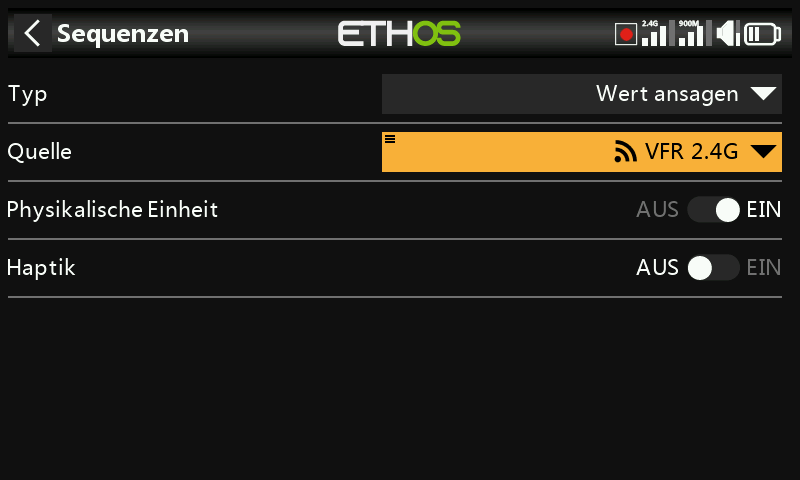 Sequenzen ETHOS 2.4G 900M
Typ Wert ansagen
Quelle VFR 2.4G
Physikalische Einheit AUS EIN
Haptik AUS EIN